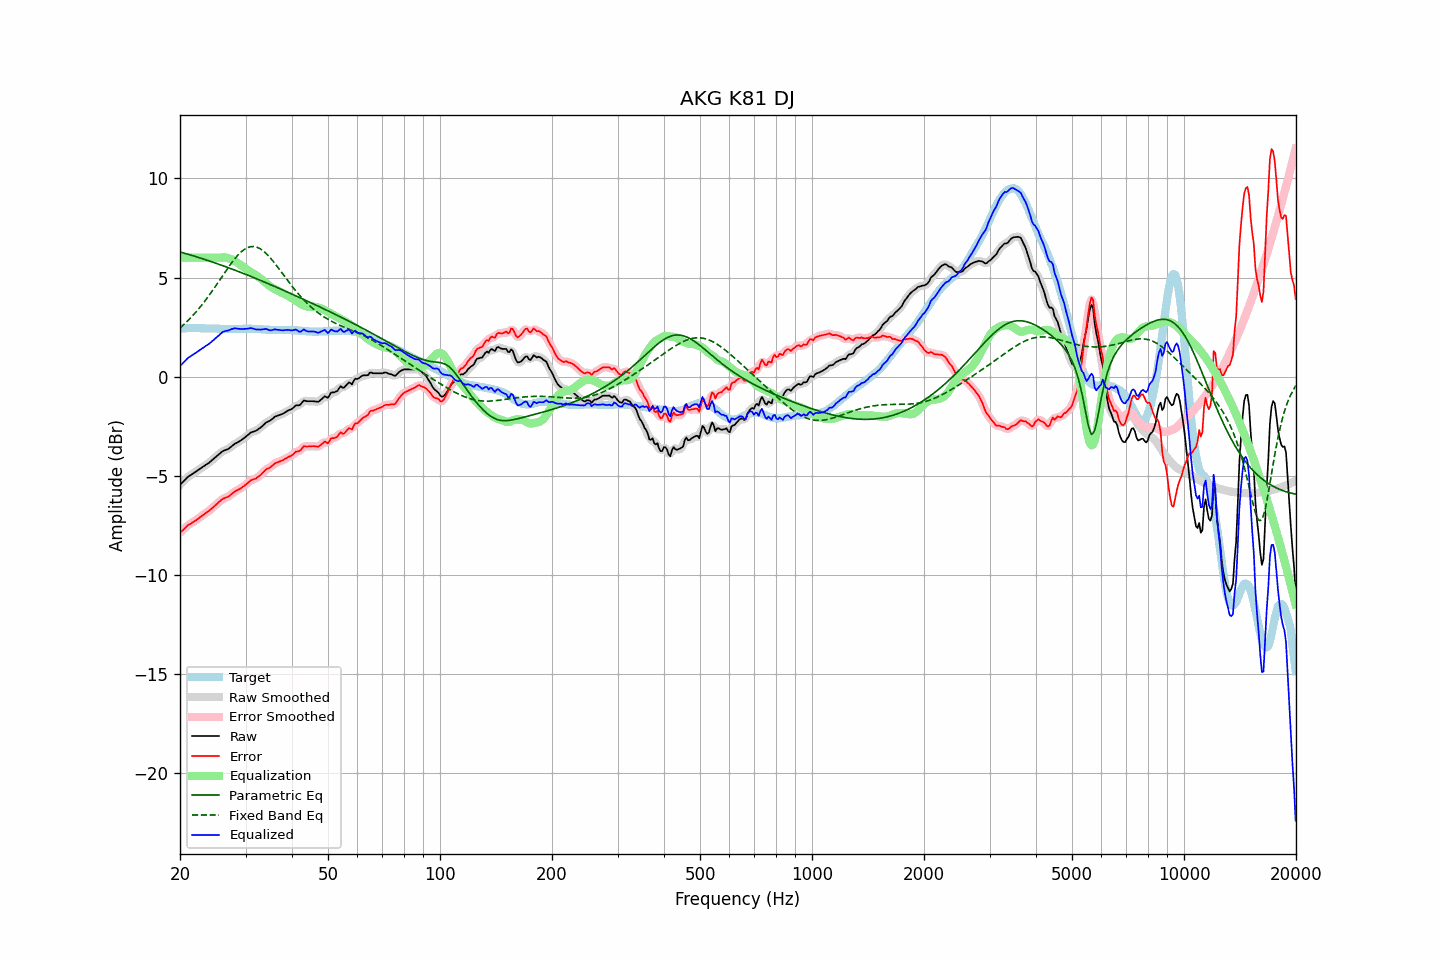 AKG K81 DJ
Amplitude (dBr)
10
5
0
−5
−10
−15
−20
Target
Raw Smoothed
Error Smoothed
Raw
Error
Equalization
Parametric Eq
Fixed Band Eq
Equalized
20 50 100 200 500 1000 2000 5000 10000 20000
Frequency (Hz)